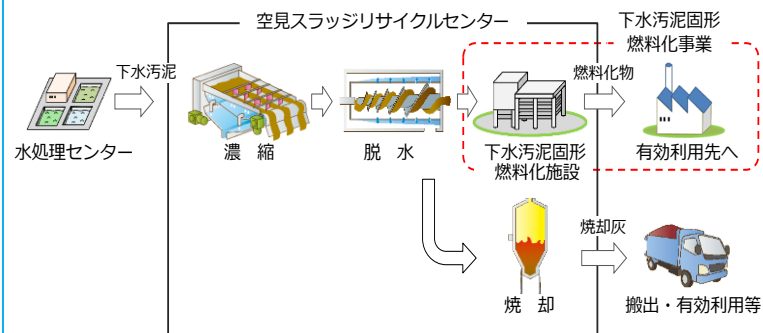 空見スラッジリサイクルセンター
下水汚泥固形
燃料化事業
下水汚泥
燃料化物
水処理センター
濃 縮
脱 水
下水汚泥固形
燃料化施設
有効利用先へ
焼却灰
焼 却
搬出・有効利用等